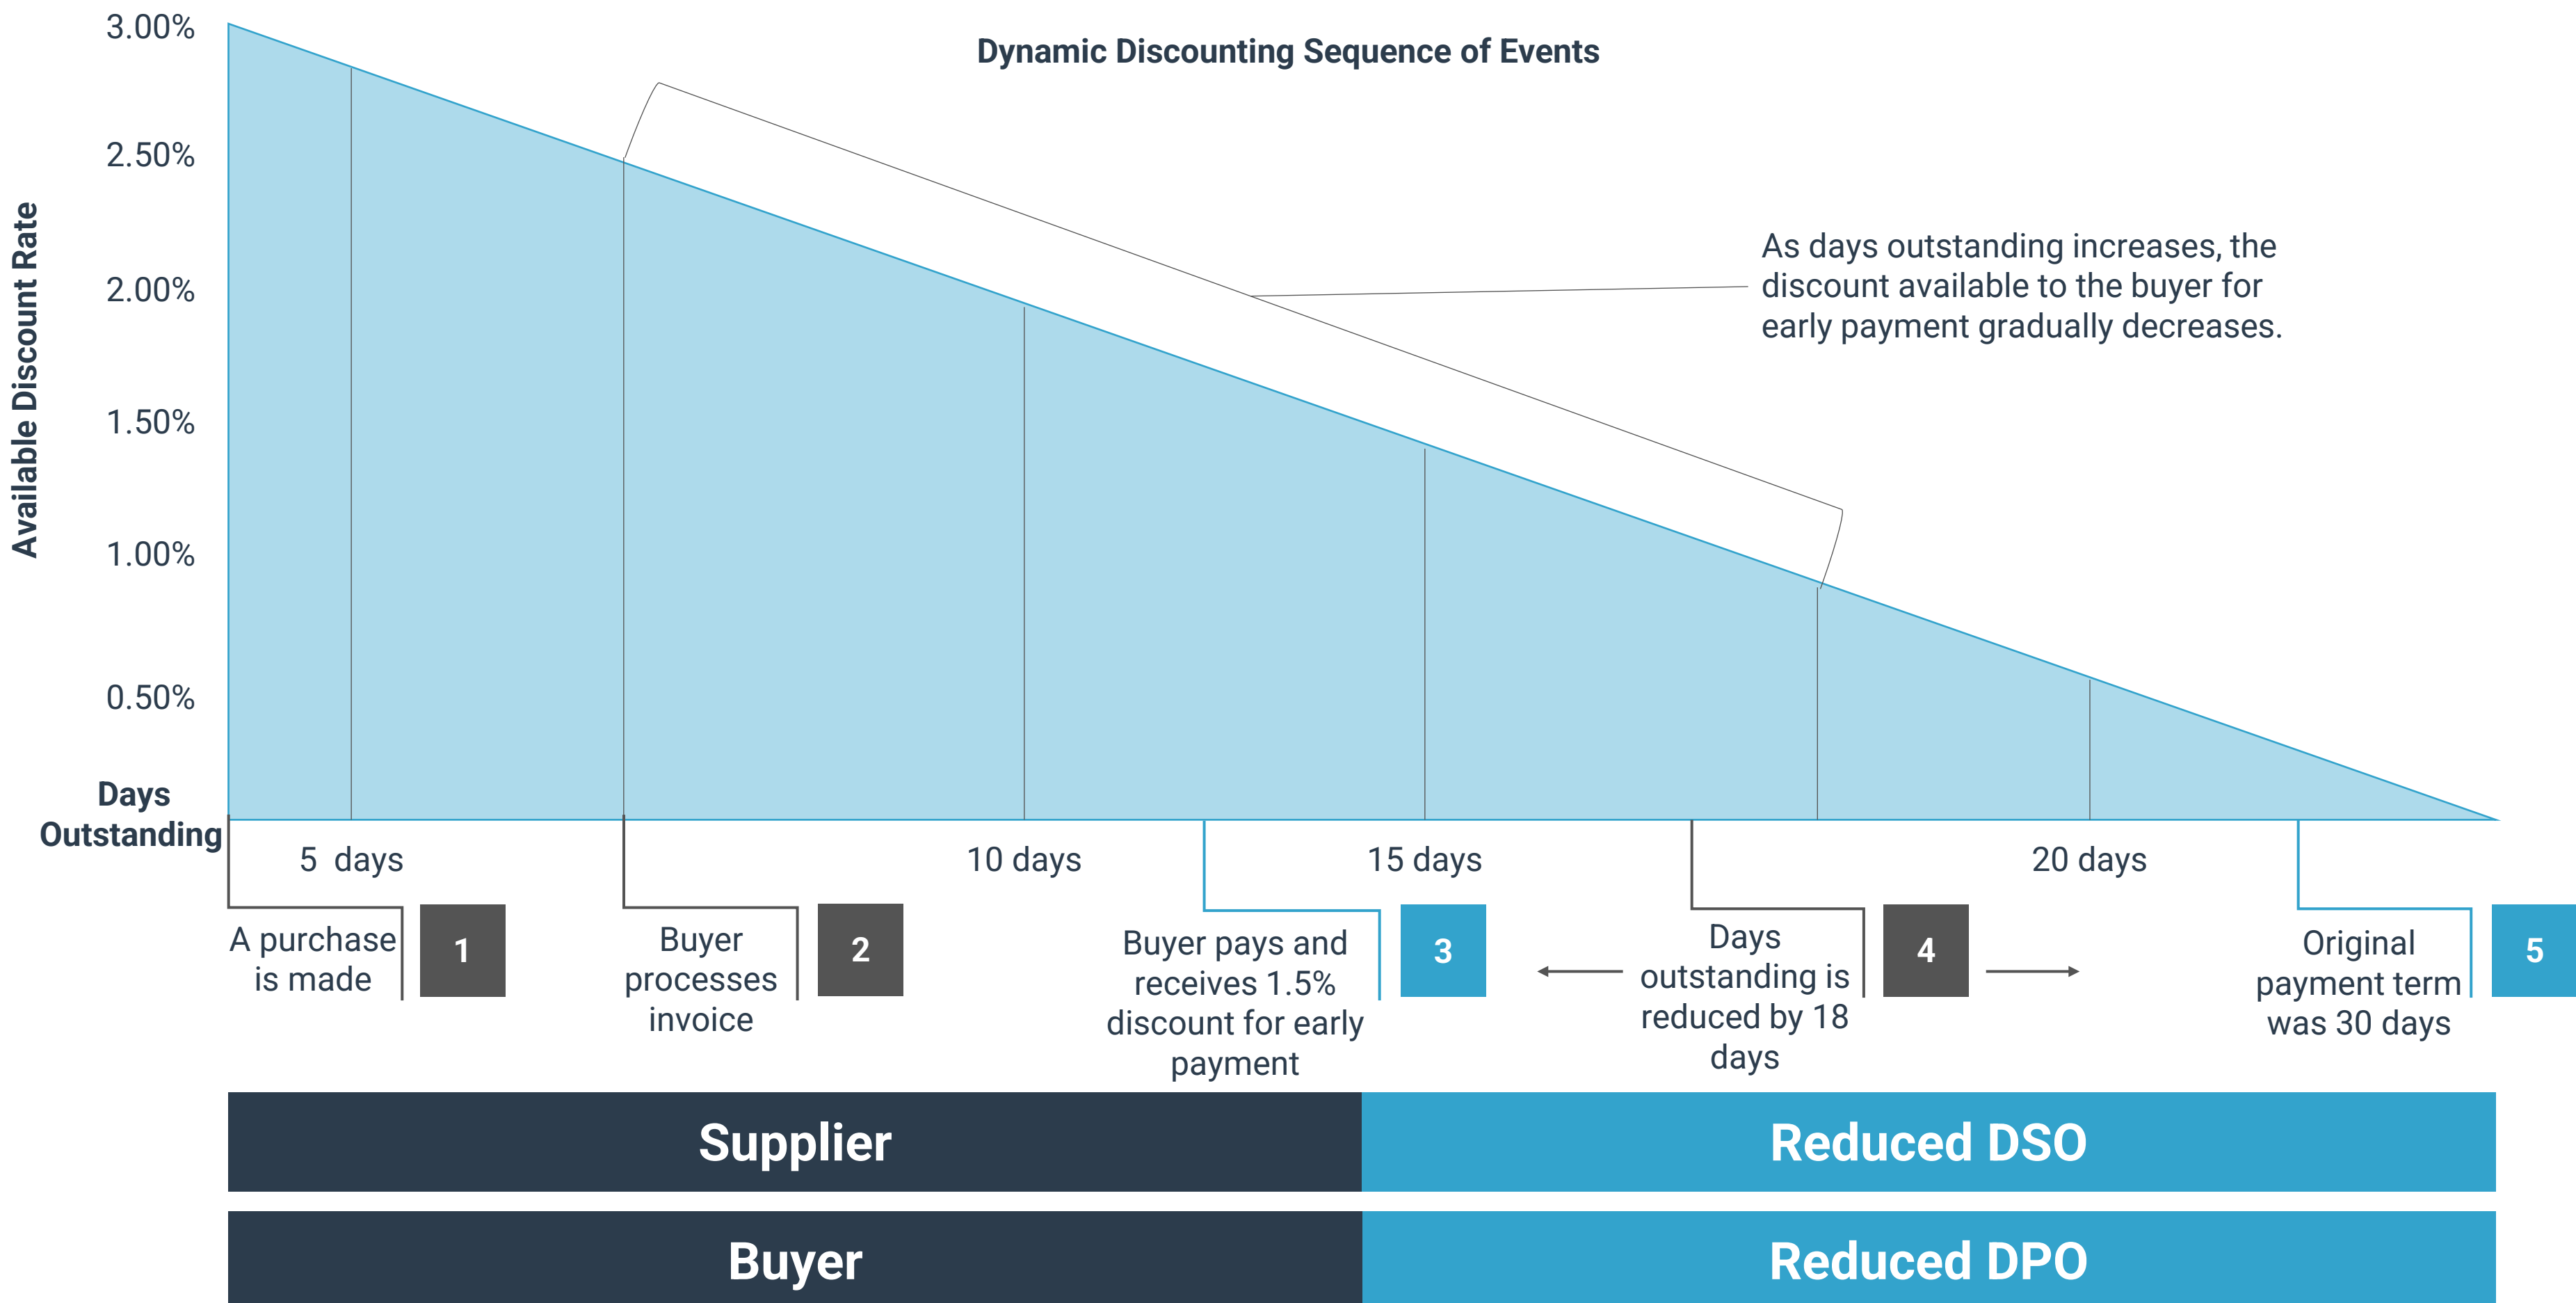 Dynamic Discounting Sequence of Events
Available Discount Rate
3.00%
2.50%
2.00%
1.50%
1.00%
0.50%
As days outstanding increases, the
discount available to the buyer for
early payment gradually decreases.
Days
Outstanding
5 days
10 days
15 days
20 days
A purchase
is made
1
Buyer
processes
invoice
2
Buyer pays and
receives 1.5%
discount for early
payment
3
Days
outstanding is
reduced by 18
days
4
Original
payment term
was 30 days
5
Supplier
Reduced DSO
Buyer
Reduced DPO